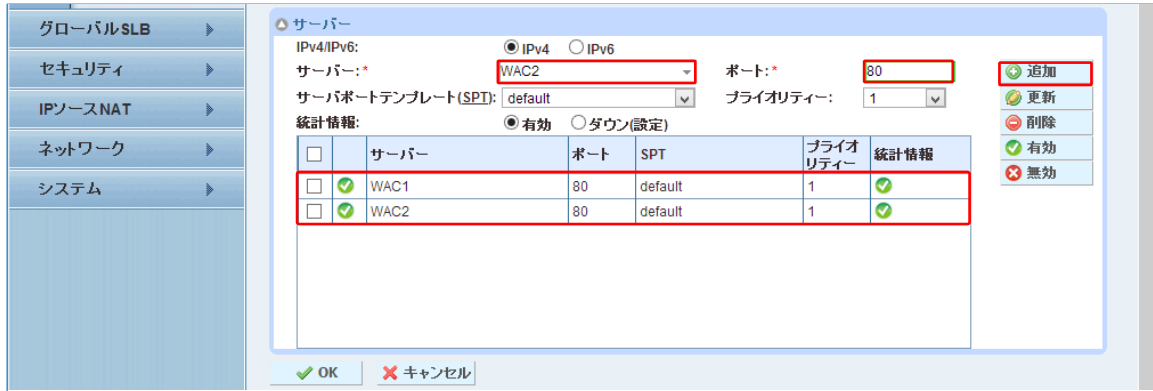 グローバルSLB
セキュリティ
IPソースNAT
ネットワーク
システム
サーバー
IPv4/IPv6: IPv4 IPv6
サーバー:* WAC2 ポート:* 80
サーバポートテンプレート(SPT): default プライオリティー: 1
統計情報: 有効 ダウン(設定)
サーバー ポート SPT プライオリティー 統計情報
WAC1 80 default 1
WAC2 80 default 1
追加
更新
削除
有効
無効
OK キャンセル